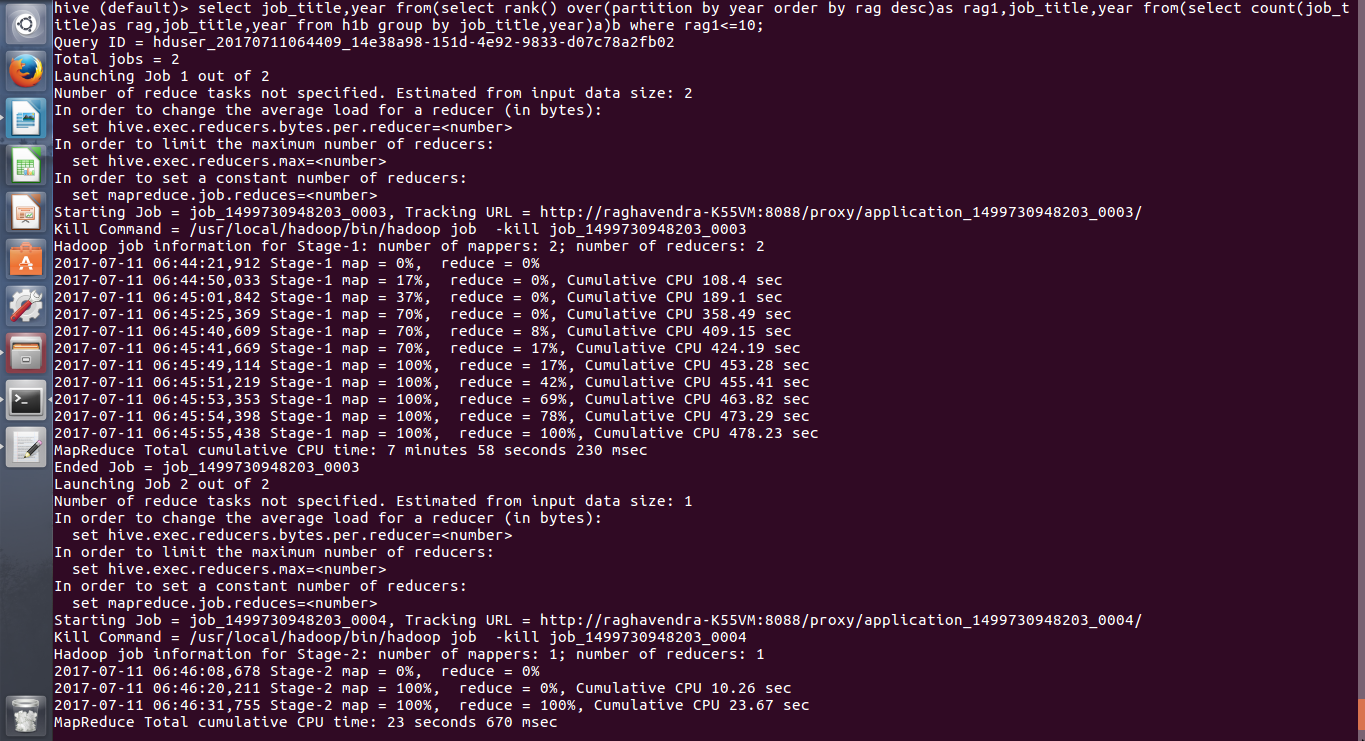 hive (default)> select job_title,year from(select rank() over(partition by year order by rag desc)as rag1,job_title,year from(select count(job_t
itle)as rag,job_title,year from h1b group by job_title,year)a)b where rag1<=10;
Query ID = hduser_20170711064409_14e38a98-151d-4e92-9833-d07c78a2fb02
Total jobs = 2
Launching Job 1 out of 2
Number of reduce tasks not specified. Estimated from input data size: 2
In order to change the average load for a reducer (in bytes):
  set hive.exec.reducers.bytes.per.reducer=<number>
In order to limit the maximum number of reducers:
  set hive.exec.reducers.max=<number>
In order to set a constant number of reducers:
  set mapreduce.job.reduces=<number>
Starting Job = job_1499730948203_0003, Tracking URL = http://raghavendra-K55VM:8088/proxy/application_1499730948203_0003/
Kill Command = /usr/local/hadoop/bin/hadoop job  -kill job_1499730948203_0003
Hadoop job information for Stage-1: number of mappers: 2; number of reducers: 2
2017-07-11 06:44:21,912 Stage-1 map = 0%,  reduce = 0%
2017-07-11 06:44:50,033 Stage-1 map = 17%,  reduce = 0%, Cumulative CPU 108.4 sec
2017-07-11 06:45:01,842 Stage-1 map = 37%,  reduce = 0%, Cumulative CPU 189.1 sec
2017-07-11 06:45:25,369 Stage-1 map = 70%,  reduce = 0%, Cumulative CPU 358.49 sec
2017-07-11 06:45:40,609 Stage-1 map = 70%,  reduce = 8%, Cumulative CPU 409.15 sec
2017-07-11 06:45:41,669 Stage-1 map = 70%,  reduce = 17%, Cumulative CPU 424.19 sec
2017-07-11 06:45:49,114 Stage-1 map = 100%,  reduce = 17%, Cumulative CPU 453.28 sec
2017-07-11 06:45:51,219 Stage-1 map = 100%,  reduce = 42%, Cumulative CPU 455.41 sec
2017-07-11 06:45:53,353 Stage-1 map = 100%,  reduce = 69%, Cumulative CPU 463.82 sec
2017-07-11 06:45:54,398 Stage-1 map = 100%,  reduce = 78%, Cumulative CPU 473.29 sec
2017-07-11 06:45:55,438 Stage-1 map = 100%,  reduce = 100%, Cumulative CPU 478.23 sec
MapReduce Total cumulative CPU time: 7 minutes 58 seconds 230 msec
Ended Job = job_1499730948203_0003
Launching Job 2 out of 2
Number of reduce tasks not specified. Estimated from input data size: 1
In order to change the average load for a reducer (in bytes):
  set hive.exec.reducers.bytes.per.reducer=<number>
In order to limit the maximum number of reducers:
  set hive.exec.reducers.max=<number>
In order to set a constant number of reducers:
  set mapreduce.job.reduces=<number>
Starting Job = job_1499730948203_0004, Tracking URL = http://raghavendra-K55VM:8088/proxy/application_1499730948203_0004/
Kill Command = /usr/local/hadoop/bin/hadoop job  -kill job_1499730948203_0004
Hadoop job information for Stage-2: number of mappers: 1; number of reducers: 1
2017-07-11 06:46:08,678 Stage-2 map = 0%,  reduce = 0%
2017-07-11 06:46:20,211 Stage-2 map = 100%,  reduce = 0%, Cumulative CPU 10.26 sec
2017-07-11 06:46:31,755 Stage-2 map = 100%,  reduce = 100%, Cumulative CPU 23.67 sec
MapReduce Total cumulative CPU time: 23 seconds 670 msec